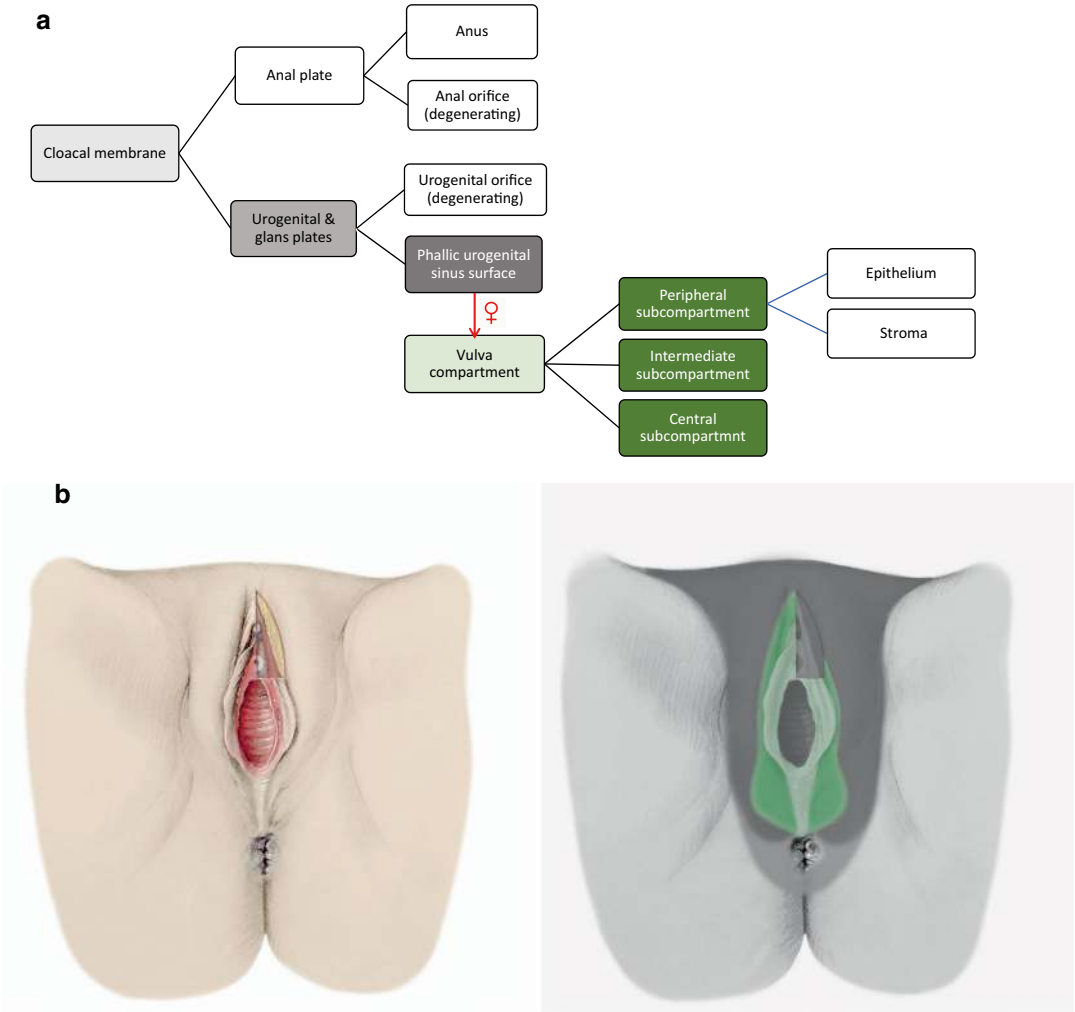 a
Anus
Anal plate
Anal orifice
(degenerating)
Cloacal membrane
Urogenital orifice
(degenerating)
Urogenital &
glans plates
Phallic urogenital
sinus surface
♀
Vulva
compartment
Peripheral
subcompartment
Intermediate
subcompartment
Central
subcompartmnt
Epithelium
Stroma
b